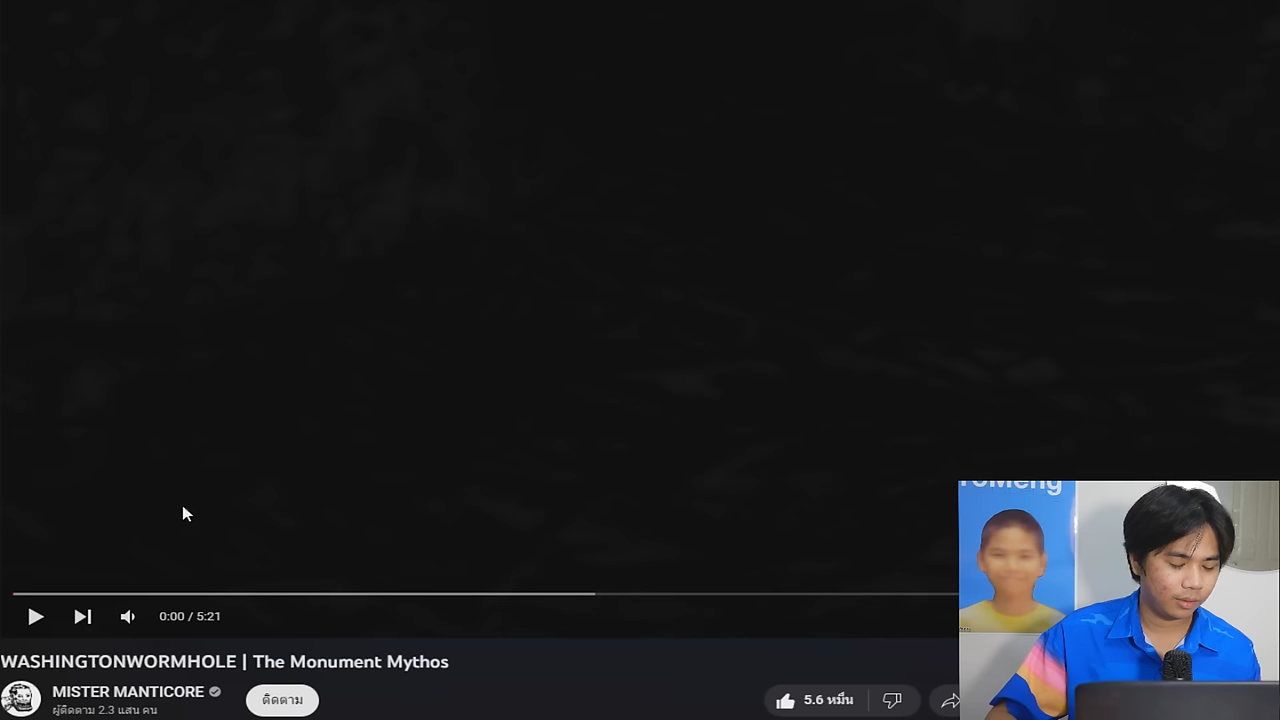 0:00 / 5:21
WASHINGTONWORMHOLE | The Monument Mythos
MISTER MANTICORE
ผู้ติดตาม 2.3 แสน คน
ติดตาม
5.6 หมื่น